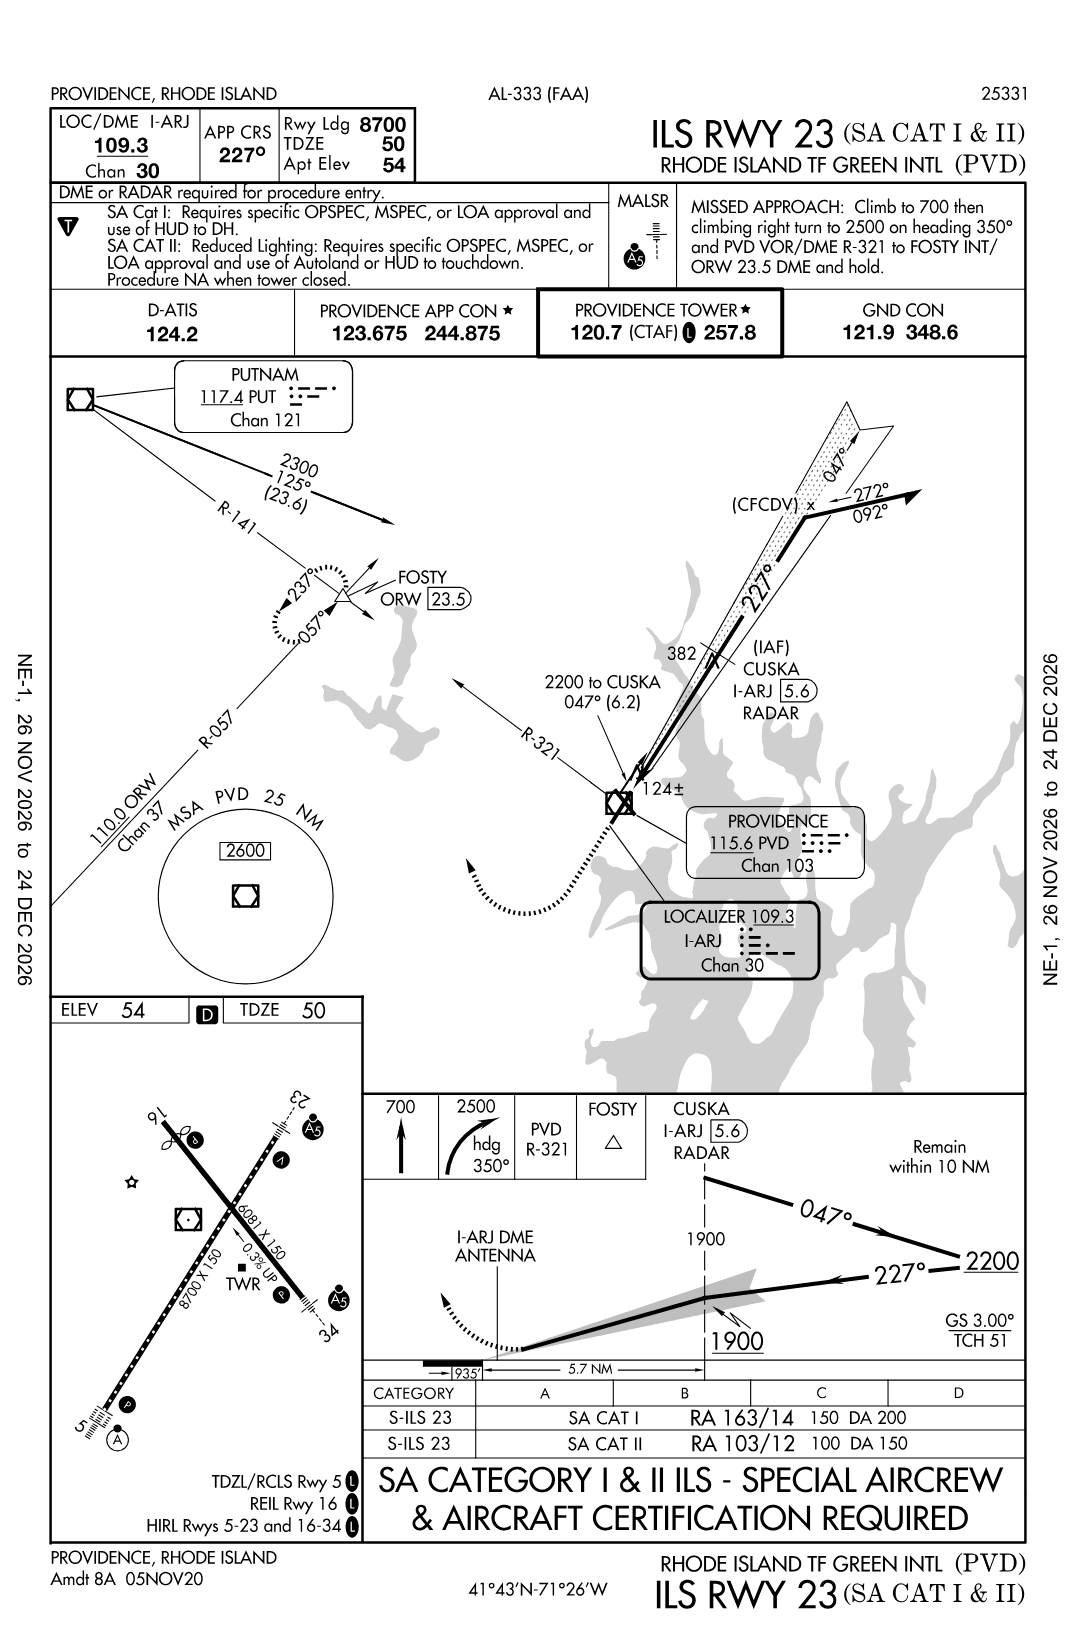 PROVIDENCE, RHODE ISLAND
AL-333 (FAA)
25331
LOC/DME I-ARJ
109.3
Chan 30
APP CRS
227°
Rwy Ldg 8700
TDZE 50
Apt Elev 54
ILS RWY 23 (SA CAT I & II)
RHODE ISLAND TF GREEN INTL (PVD)
DME or RADAR required for procedure entry.
T
SA Cat I: Requires specific OPSPEC, MSPEC, or LOA approval and
use of HUD to DH.
SA CAT II: Reduced Lighting: Requires specific OPSPEC, MSPEC, or
LOA approval and use of Autoland or HUD to touchdown.
Procedure NA when tower closed.
MALSR
A5
MISSED APPROACH: Climb to 700 then
climbing right turn to 2500 on heading 350°
and PVD VOR/DME R-321 to FOSTY INT/
ORW 23.5 DME and hold.
D-ATIS
124.2
PROVIDENCE APP CON
123.675 244.875
PROVIDENCE TOWER
120.7 (CTAF) L 257.8
GND CON
121.9 348.6
PUTNAM
117.4 PUT
Chan 121
2300
125°
(23.6)
R-141
047°
(CFCDV) x
272°
092°
237°
057°
FOSTY
ORW 23.5
227°
382
(IAF)
CUSKA
I-ARJ 5.6
RADAR
2200 to CUSKA
047° (6.2)
R-321
R-057
124±
110.0 ORW
Chan 37
MSA PVD 25 NM
2600
PROVIDENCE
115.6 PVD
Chan 103
LOCALIZER 109.3
I-ARJ
Chan 30
NE-1, 26 NOV 2026 to 24 DEC 2026
NE-1, 26 NOV 2026 to 24 DEC 2026
ELEV 54
D
TDZE 50
16
23
P
A5
V
6081 X 150
0.3% UP
8700 X 150
TWR
P
A5
34
P
5
A
TDZL/RCLS Rwy 5 L
REIL Rwy 16 L
HIRL Rwys 5-23 and 16-34 L
700
2500
hdg
350°
PVD
R-321
FOSTY
CUSKA
I-ARJ 5.6
RADAR
Remain
within 10 NM
047°
I-ARJ DME
ANTENNA
1900
2200
227°
1900
GS 3.00°
TCH 51
935'
5.7 NM
CATEGORY A B C D
S-ILS 23 SA CAT I RA 163/14 150 DA 200
S-ILS 23 SA CAT II RA 103/12 100 DA 150
SA CATEGORY I & II ILS - SPECIAL AIRCREW
& AIRCRAFT CERTIFICATION REQUIRED
PROVIDENCE, RHODE ISLAND
Amdt 8A 05NOV20
41°43'N-71°26'W
RHODE ISLAND TF GREEN INTL (PVD)
ILS RWY 23 (SA CAT I & II)